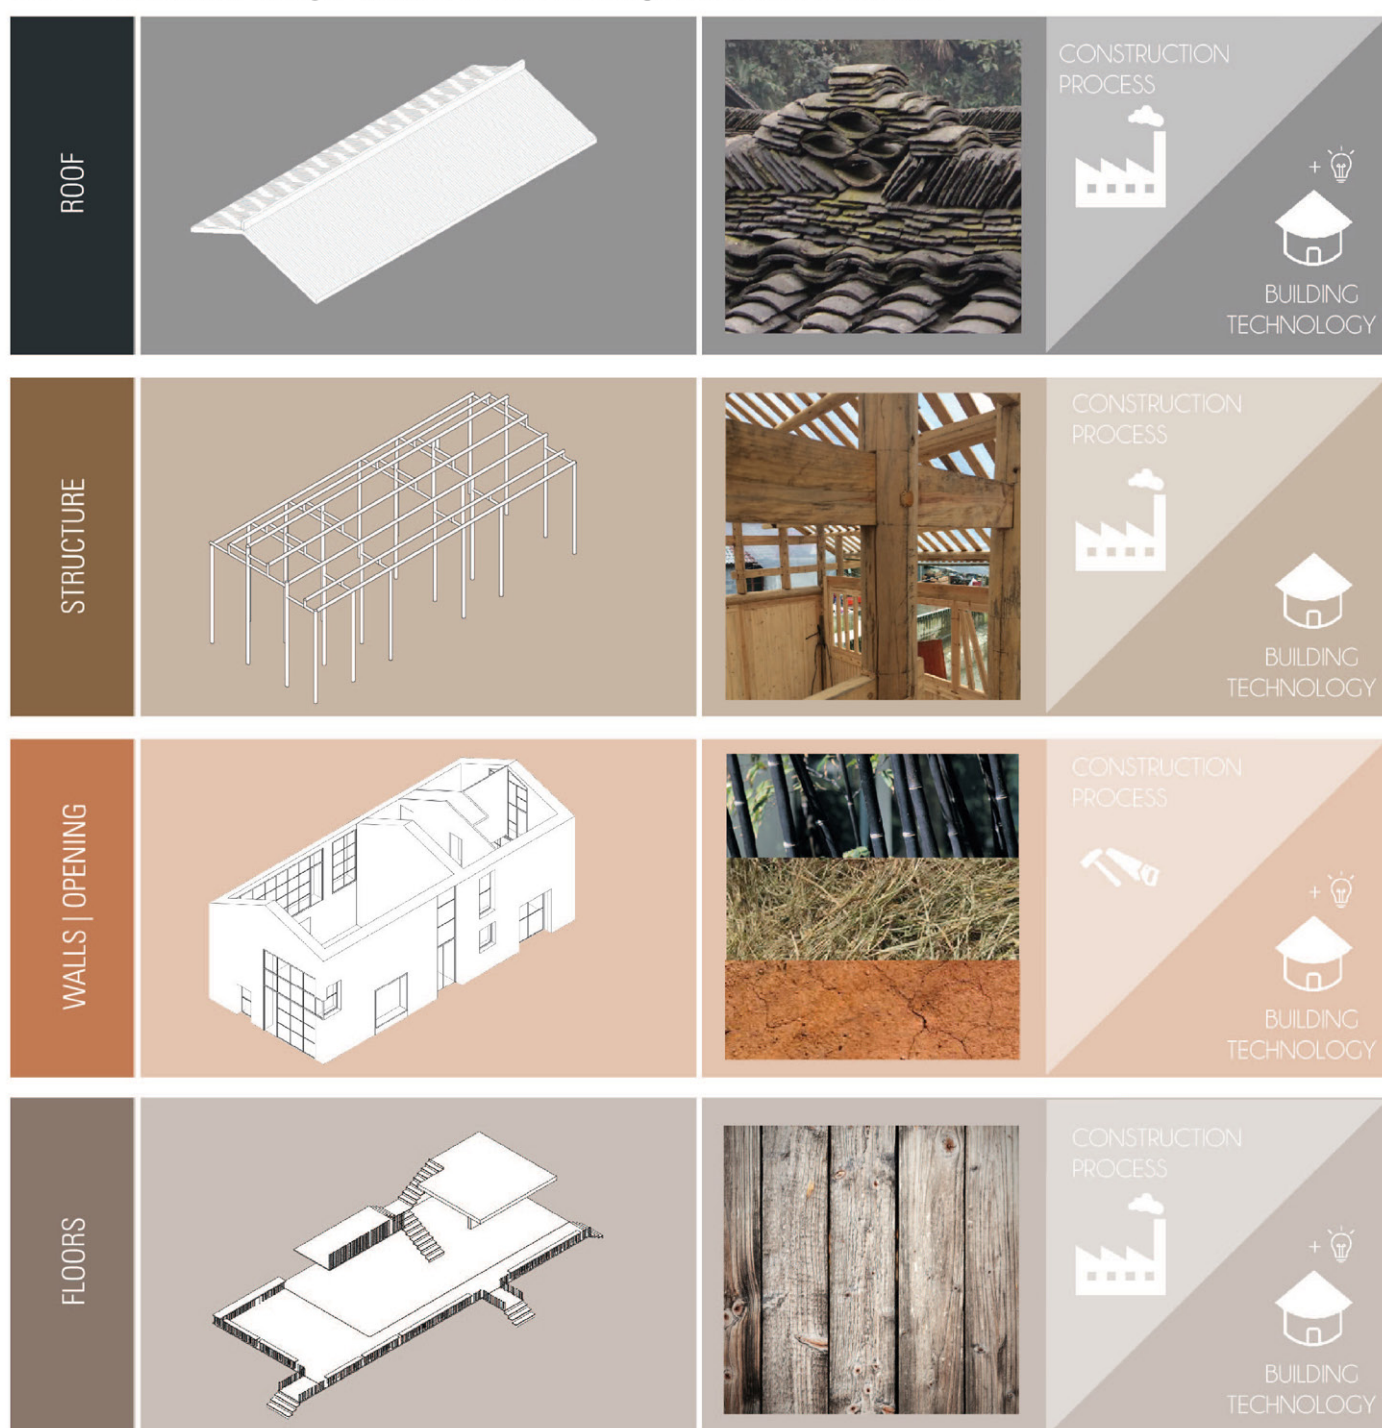 ROOF
CONSTRUCTION
PROCESS
+
BUILDING
TECHNOLOGY
STRUCTURE
CONSTRUCTION
PROCESS
BUILDING
TECHNOLOGY
WALLS | OPENING
CONSTRUCTION
PROCESS
+
BUILDING
TECHNOLOGY
FLOORS
CONSTRUCTION
PROCESS
+
BUILDING
TECHNOLOGY